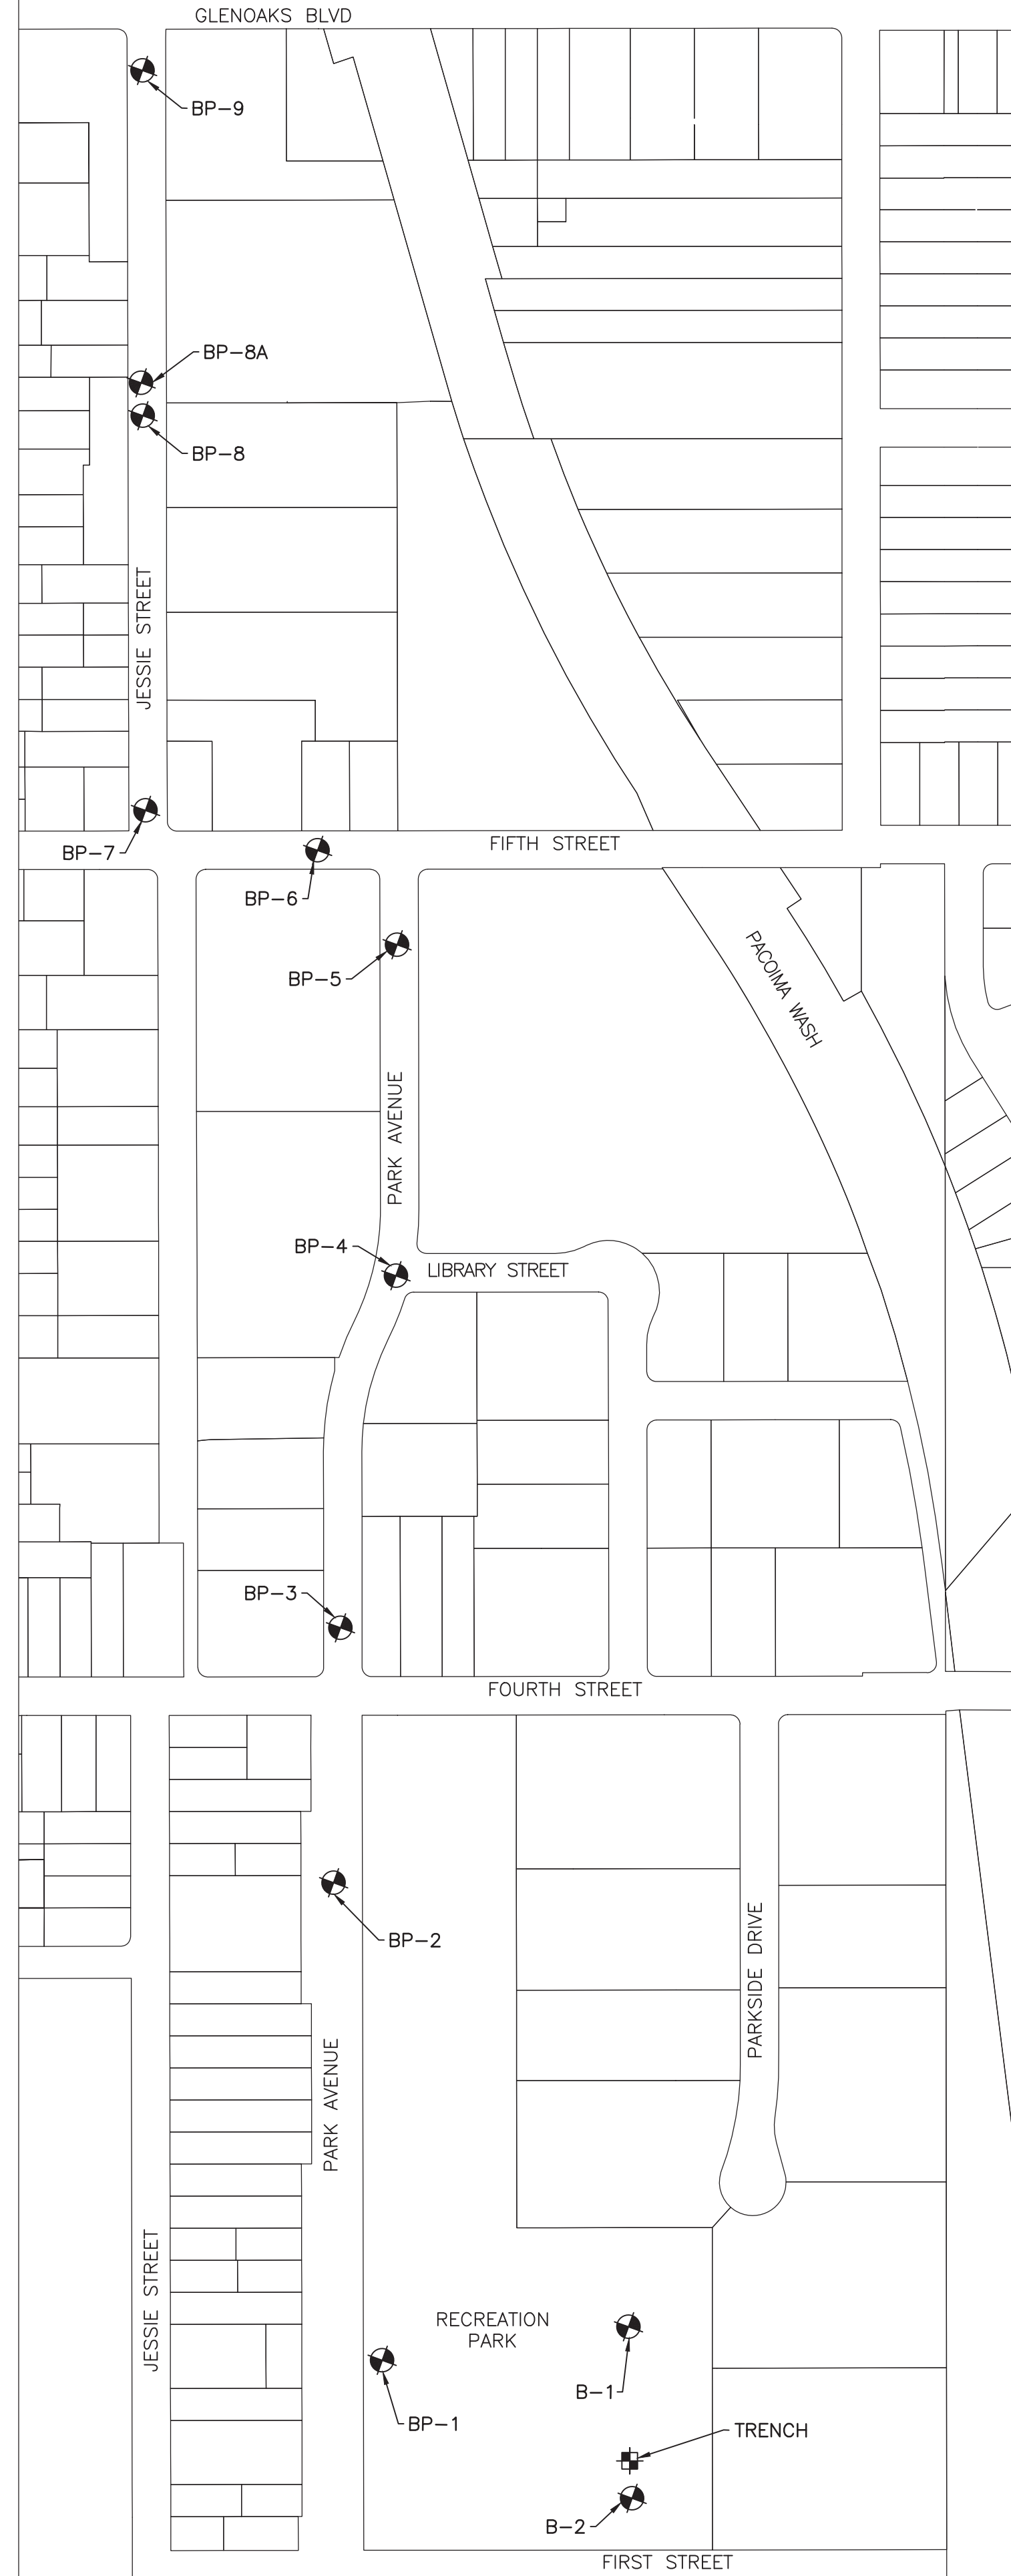 GLENOAKS BLVD
BP-9
BP-8A
BP-8
JESSIE STREET
FIFTH STREET
BP-7
BP-6
PACOIMA WASH
BP-5
PARK AVENUE
BP-4
LIBRARY STREET
BP-3
FOURTH STREET
BP-2
PARKSIDE DRIVE
PARK AVENUE
JESSIE STREET
RECREATION
PARK
B-1
BP-1
TRENCH
B-2
FIRST STREET